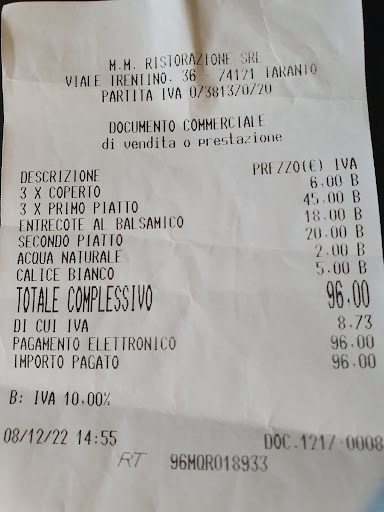 M.M. RISTORAZIONE SRL
VIALE TRENTINO. 36 - 74121 TARANTO
PARTITA IVA 07381370720
DOCUMENTO COMMERCIALE
di vendita o prestazione
DESCRIZIONE PREZZO(€) IVA
3 X COPERTO 6.00 B
3 X PRIMO PIATTO 45.00 B
ENTRECOTE AL BALSAMICO 18.00 B
SECONDO PIATTO 20.00 B
ACQUA NATURALE 2.00 B
CALICE BIANCO 5.00 B
TOTALE COMPLESSIVO 96.00
DI CUI IVA 8.73
PAGAMENTO ELETTRONICO 96.00
IMPORTO PAGATO 96.00
B: IVA 10.00%
08/12/22 14:55 DOC.1217-0008
RT 96MQR018933